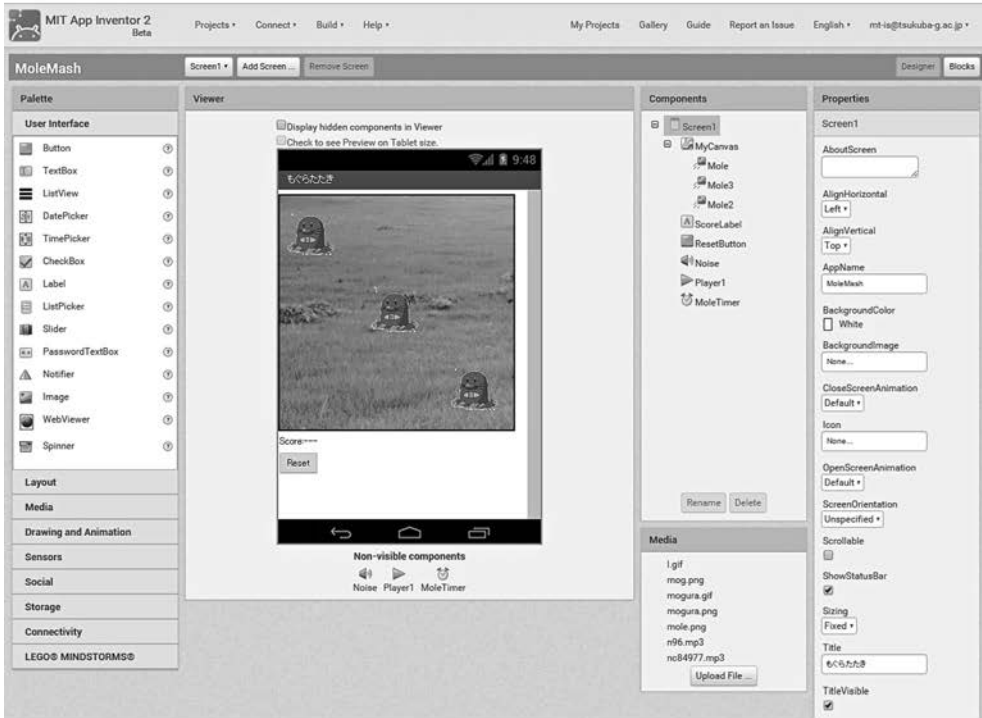 MIT App Inventor 2
Beta
Projects Connect Build Help
My Projects Gallery Guide Report an Issue English mt-is@tsukuba-g.ac.jp
MoleMash
Screen1 Add Screen ... Remove Screen
Designer Blocks
Palette
User Interface
Button
TextBox
ListView
DatePicker
TimePicker
CheckBox
Label
ListPicker
Slider
PasswordTextBox
Notifier
Image
WebViewer
Spinner
Layout
Media
Drawing and Animation
Sensors
Social
Storage
Connectivity
LEGO® MINDSTORMS®
Viewer
Display hidden components in Viewer
Check to see Preview on Tablet size.
9:48
もぐらたたき
Score:---
Reset
Non-visible components
Noise Player1 MoleTimer
Components
Screen1
MyCanvas
Mole
Mole3
Mole2
ScoreLabel
ResetButton
Noise
Player1
MoleTimer
Rename Delete
Media
l.gif
mog.png
mogura.gif
mogura.png
mole.png
n96.mp3
nc84977.mp3
Upload File ...
Properties
Screen1
AboutScreen
AlignHorizontal
Left
AlignVertical
Top
AppName
MoleMash
BackgroundColor
White
BackgroundImage
None...
CloseScreenAnimation
Default
Icon
None...
OpenScreenAnimation
Default
ScreenOrientation
Unspecified
Scrollable
ShowStatusBar
Sizing
Fixed
Title
もぐらたたき
TitleVisible